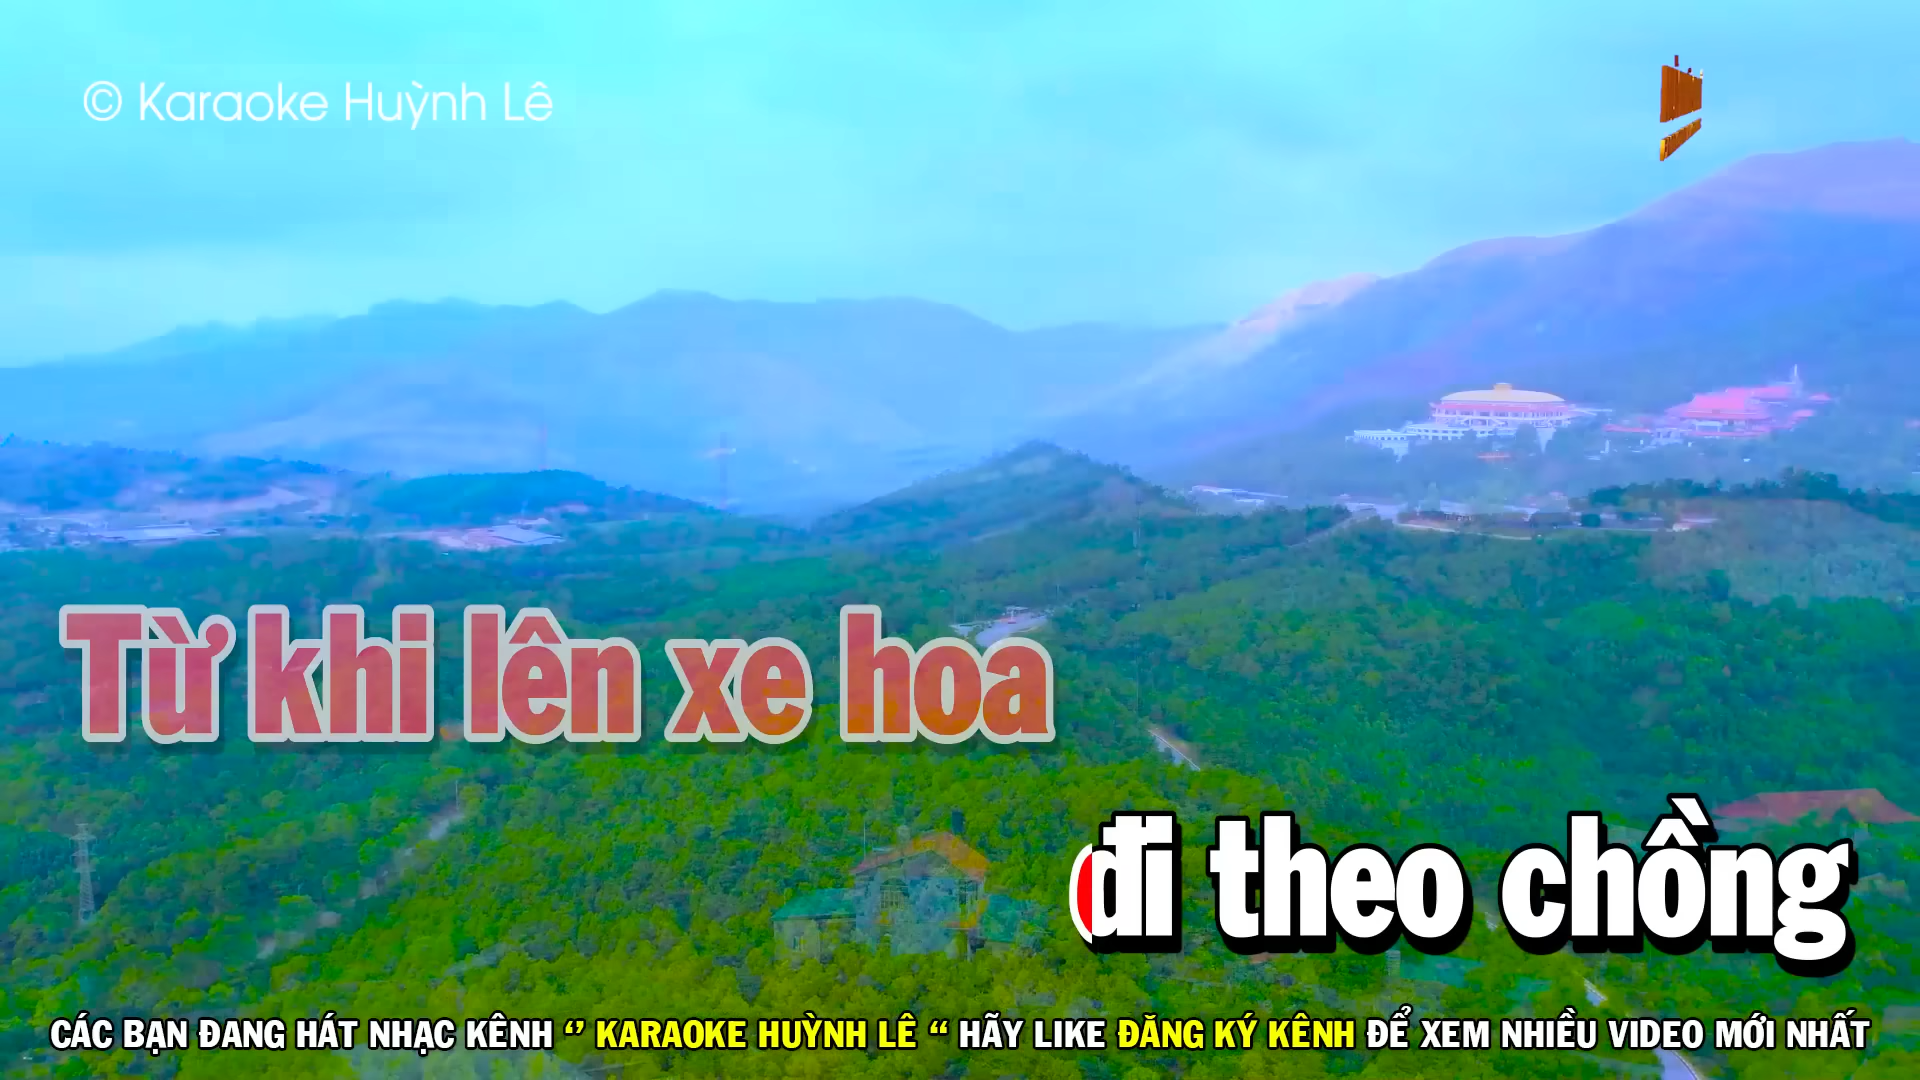 © Karaoke Huỳnh Lê
Từ khi lên xe hoa
đi theo chồng
CÁC BẠN ĐANG HÁT NHẠC KÊNH ‘’ KARAOKE HUỲNH LÊ “ HÃY LIKE ĐĂNG KÝ KÊNH ĐỂ XEM NHIỀU VIDEO MỚI NHẤT